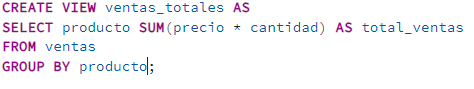 CREATE VIEW ventas_totales AS
SELECT producto SUM(precio * cantidad) AS total_ventas
FROM ventas
GROUP BY producto;